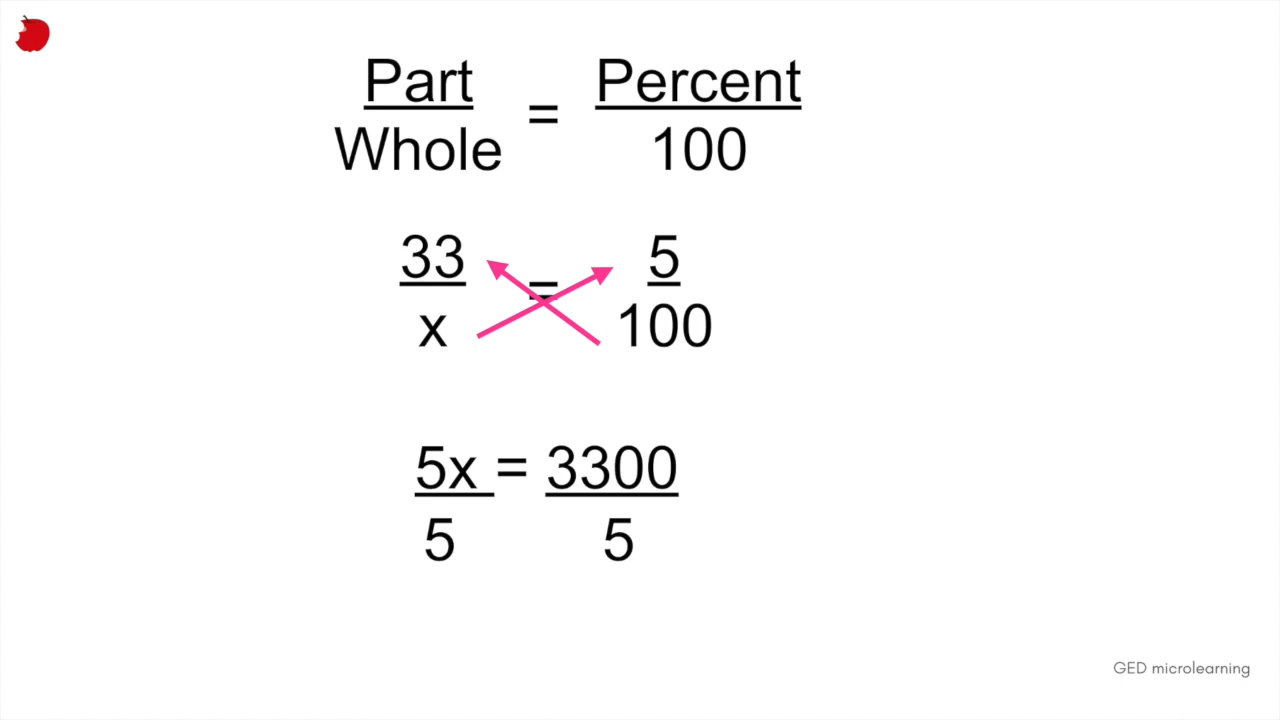 Part = Percent
Whole 100
33 = 5
x 100
5x = 3300
5 5
GED microlearning